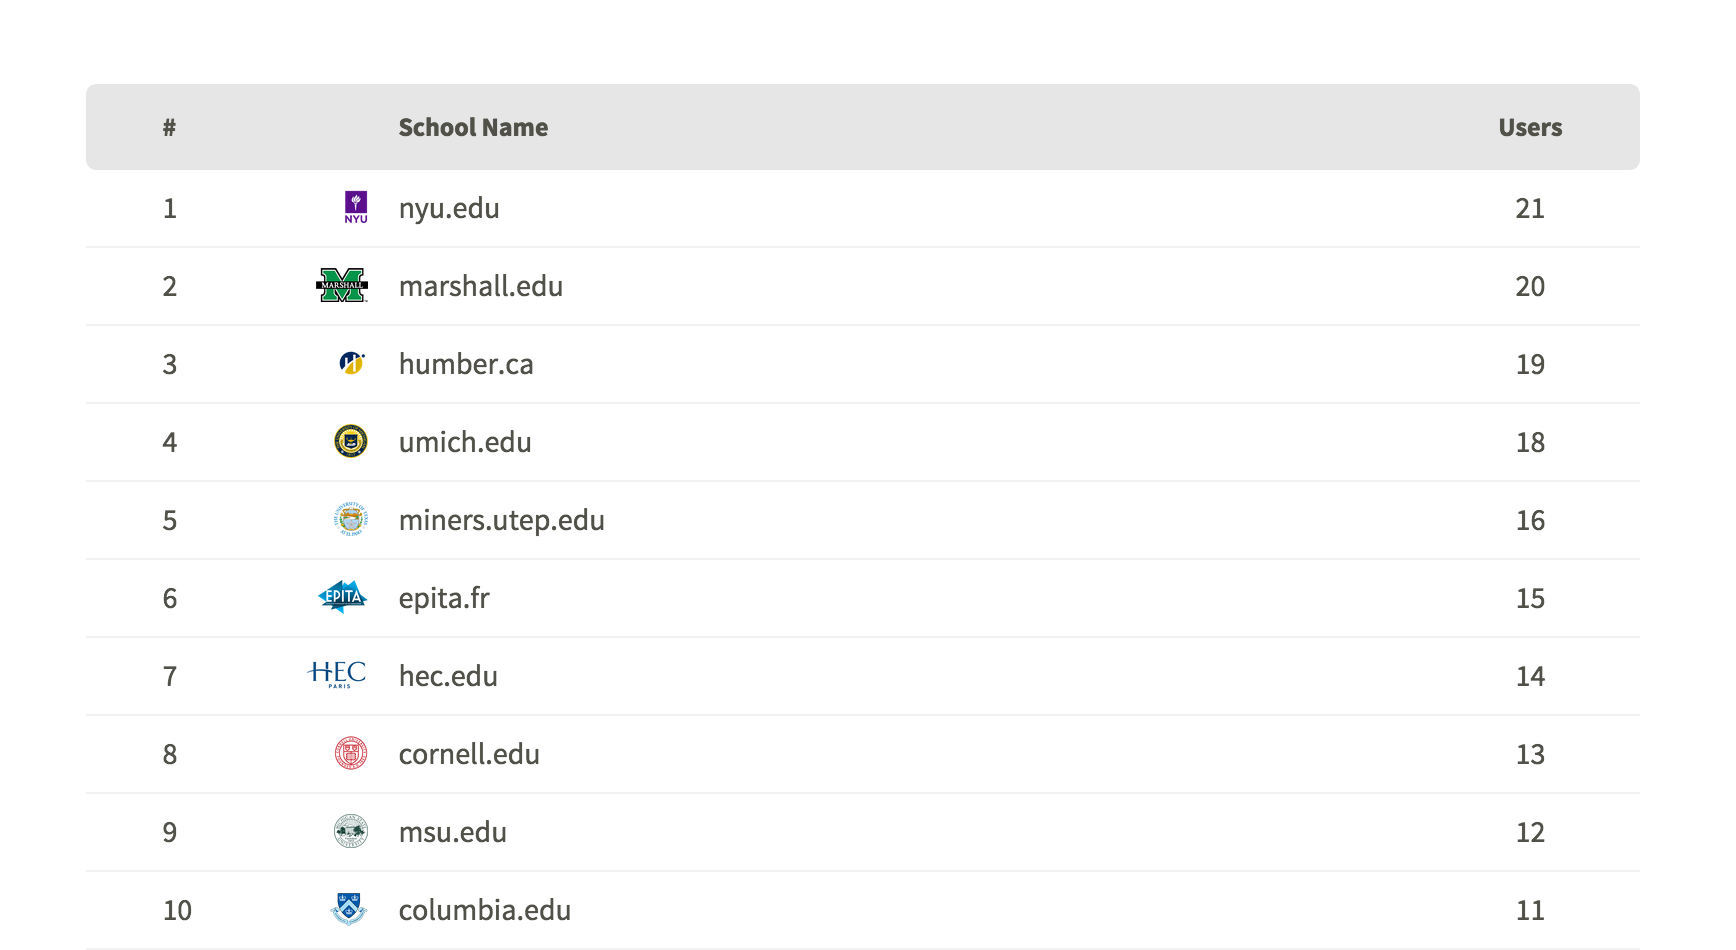 # School Name Users
1 NYU nyu.edu 21
2 MARSHALL marshall.edu 20
3 humber.ca 19
4 umich.edu 18
5 miners.utep.edu 16
6 EPITA epita.fr 15
7 HEC PARIS hec.edu 14
8 cornell.edu 13
9 msu.edu 12
10 columbia.edu 11